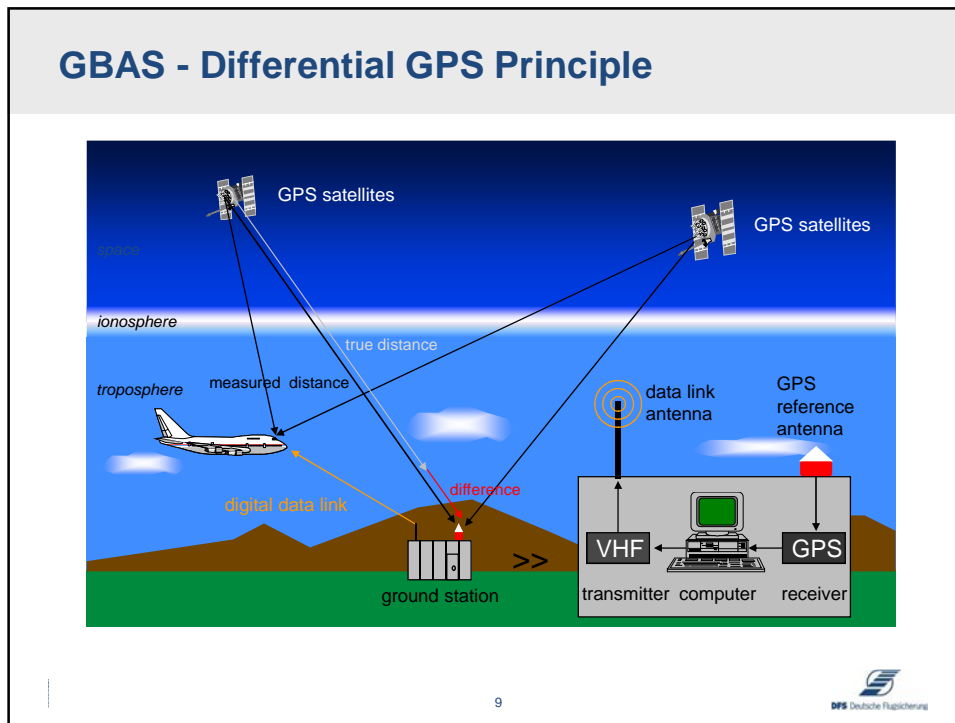 GBAS - Differential GPS Principle
GPS satellites
GPS satellites
space
ionosphere
true distance
troposphere
measured distance
data link
antenna
GPS
reference
antenna
difference
digital data link
>>
VHF
GPS
ground station
transmitter computer receiver
9
DFS Deutsche Flugsicherung